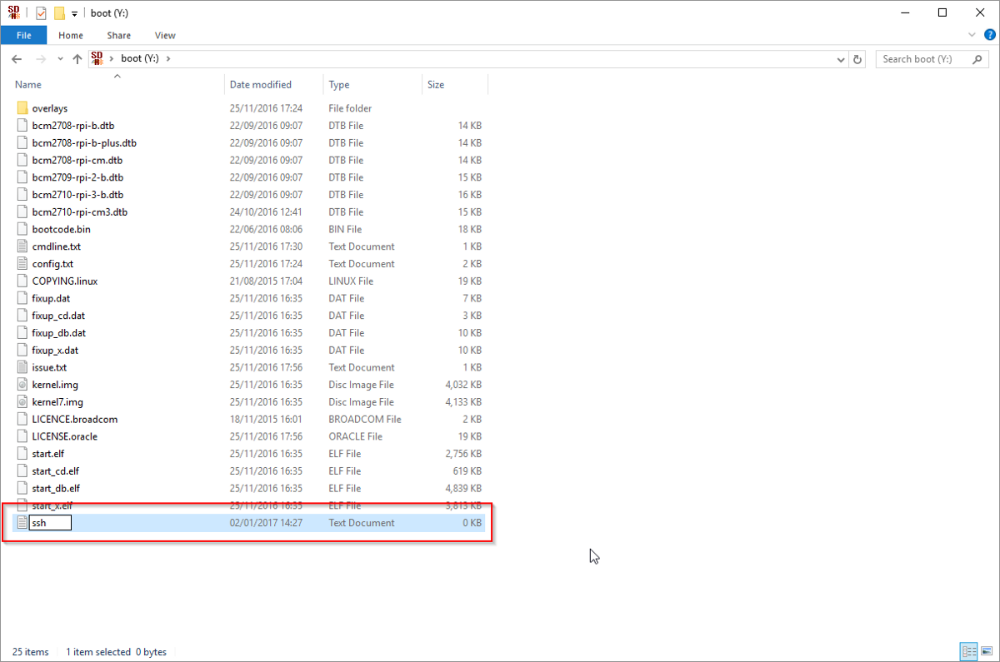 SD boot (Y:)
File Home Share View
SD boot (Y:) Search boot (Y:)
Name Date modified Type Size
overlays 25/11/2016 17:24 File folder
bcm2708-rpi-b.dtb 22/09/2016 09:07 DTB File 14 KB
bcm2708-rpi-b-plus.dtb 22/09/2016 09:07 DTB File 14 KB
bcm2708-rpi-cm.dtb 22/09/2016 09:07 DTB File 14 KB
bcm2709-rpi-2-b.dtb 22/09/2016 09:07 DTB File 15 KB
bcm2710-rpi-3-b.dtb 22/09/2016 09:07 DTB File 16 KB
bcm2710-rpi-cm3.dtb 24/10/2016 12:41 DTB File 15 KB
bootcode.bin 22/06/2016 08:06 BIN File 18 KB
cmdline.txt 25/11/2016 17:30 Text Document 1 KB
config.txt 25/11/2016 17:24 Text Document 2 KB
COPYING.linux 21/08/2015 17:04 LINUX File 19 KB
fixup.dat 25/11/2016 16:35 DAT File 7 KB
fixup_cd.dat 25/11/2016 16:35 DAT File 3 KB
fixup_db.dat 25/11/2016 16:35 DAT File 10 KB
fixup_x.dat 25/11/2016 16:35 DAT File 10 KB
issue.txt 25/11/2016 17:56 Text Document 1 KB
kernel.img 25/11/2016 16:35 Disc Image File 4,032 KB
kernel7.img 25/11/2016 16:35 Disc Image File 4,133 KB
LICENCE.broadcom 18/11/2015 16:01 BROADCOM File 2 KB
LICENSE.oracle 25/11/2016 17:56 ORACLE File 19 KB
start.elf 25/11/2016 16:35 ELF File 2,756 KB
start_cd.elf 25/11/2016 16:35 ELF File 619 KB
start_db.elf 25/11/2016 16:35 ELF File 4,839 KB
start_x.elf 25/11/2016 16:35 ELF File 3,813 KB
ssh 02/01/2017 14:27 Text Document 0 KB
25 items 1 item selected 0 bytes